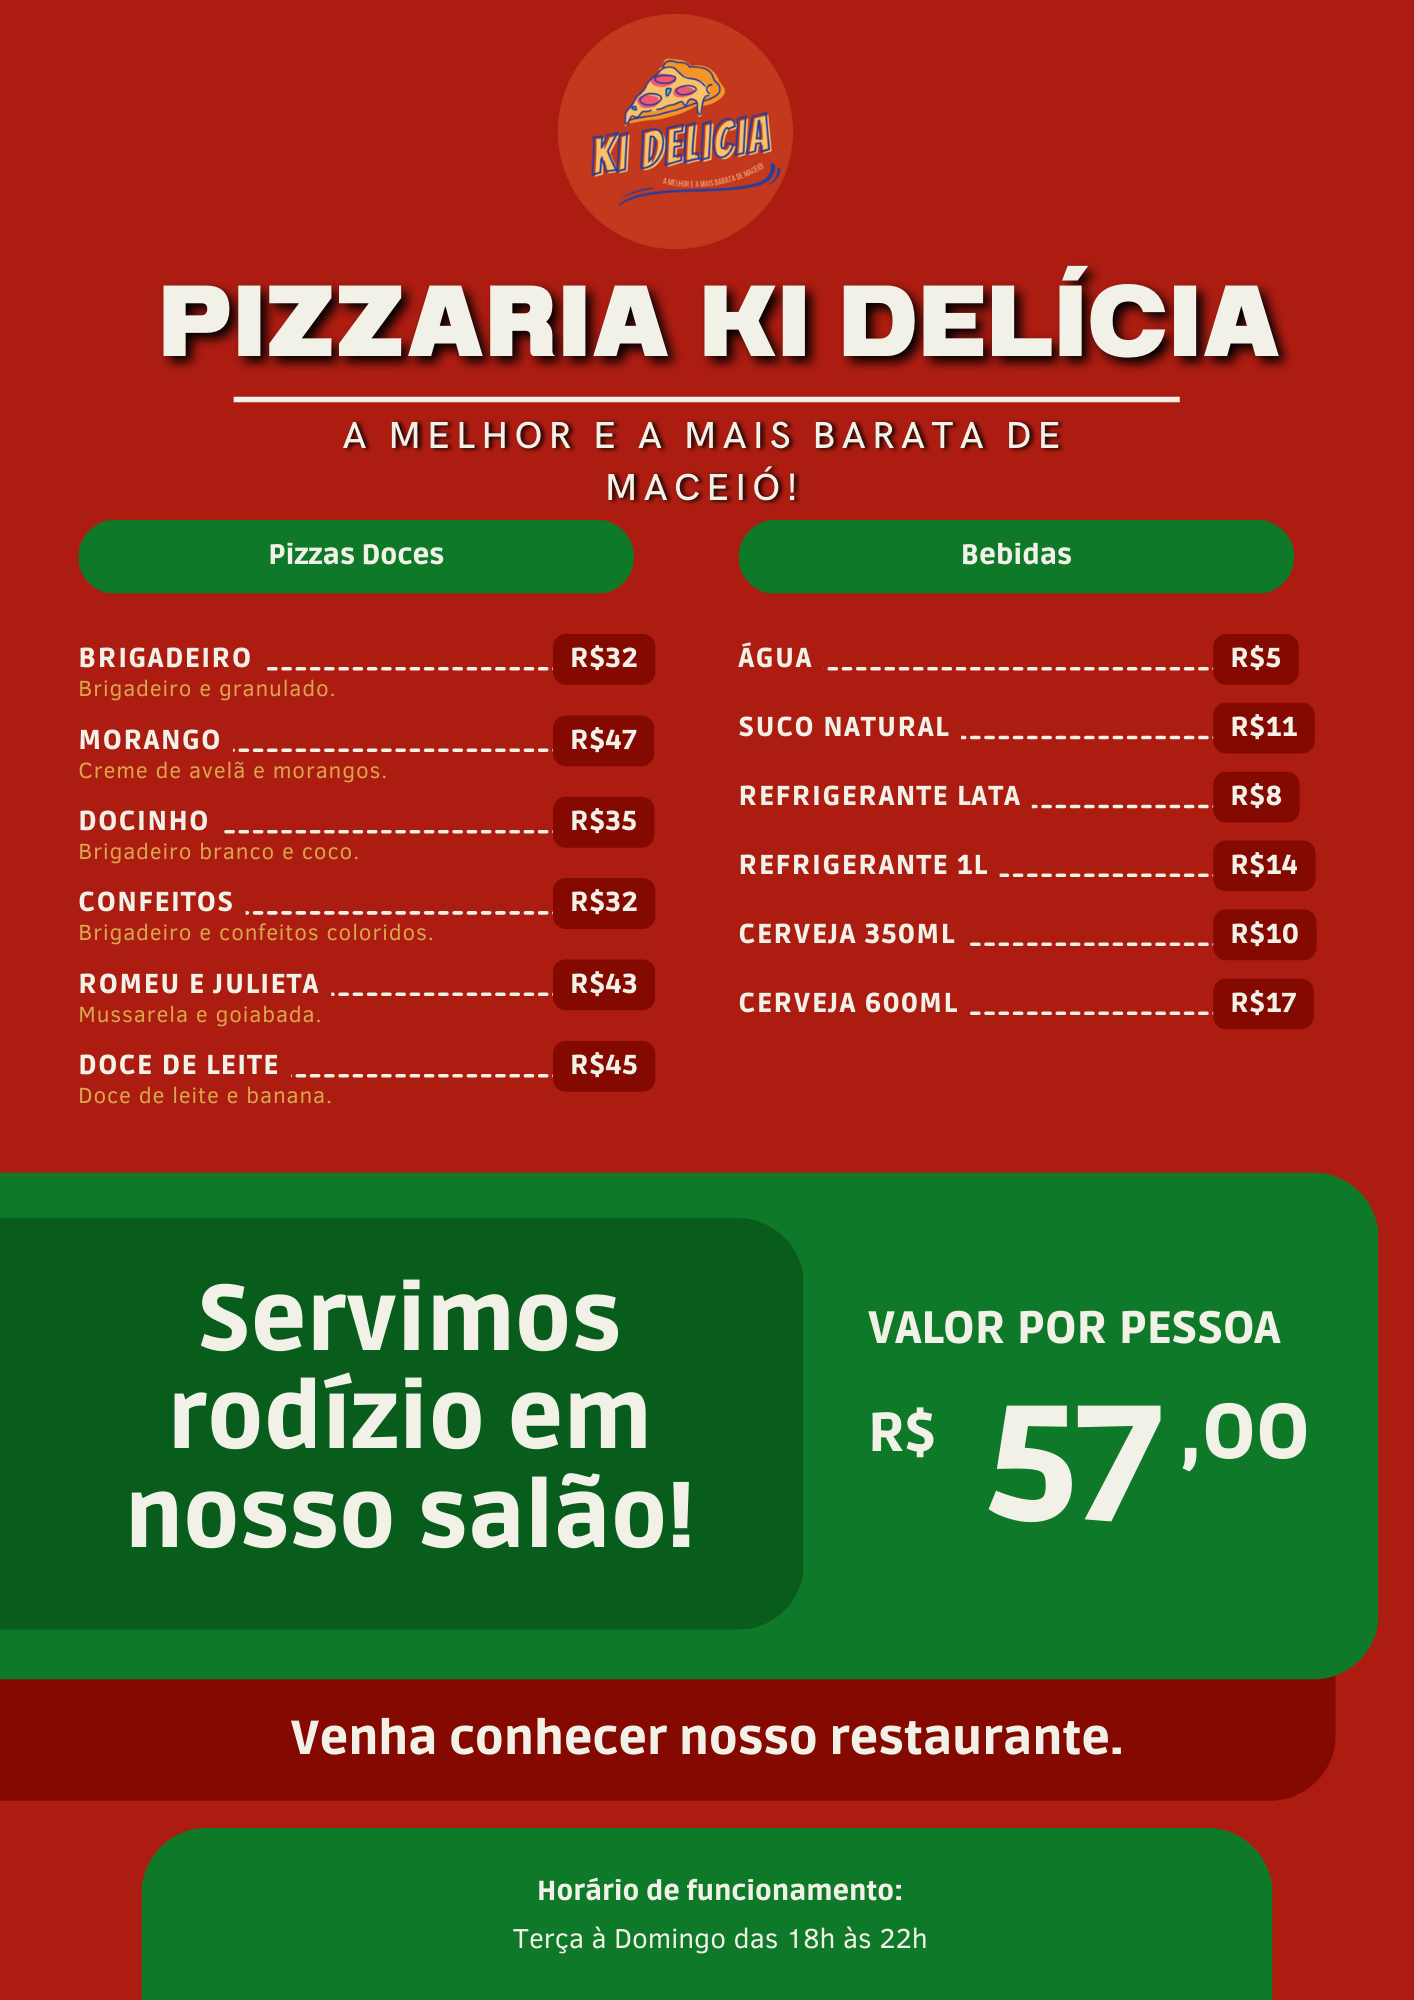 KI DELICIA
A MELHOR E A MAIS BARATA DE MACEIÓ!
PIZZARIA KI DELÍCIA
A MELHOR E A MAIS BARATA DE
MACEIÓ!
Pizzas Doces
BRIGADEIRO R$32
Brigadeiro e granulado.
MORANGO R$47
Creme de avelã e morangos.
DOCINHO R$35
Brigadeiro branco e coco.
CONFEITOS R$32
Brigadeiro e confeitos coloridos.
ROMEU E JULIETA R$43
Mussarela e goiabada.
DOCE DE LEITE R$45
Doce de leite e banana.
Bebidas
ÁGUA R$5
SUCO NATURAL R$11
REFRIGERANTE LATA R$8
REFRIGERANTE 1L R$14
CERVEJA 350ML R$10
CERVEJA 600ML R$17
Servimos
rodízio em
nosso salão!
VALOR POR PESSOA
R$ 57,00
Venha conhecer nosso restaurante.
Horário de funcionamento:
Terça à Domingo das 18h às 22h